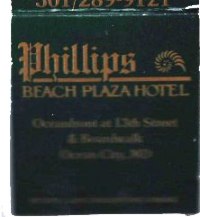 301/289-9121
Phillips
BEACH PLAZA HOTEL
Oceanfront at 13th Street
& Boardwalk
Ocean City, MD